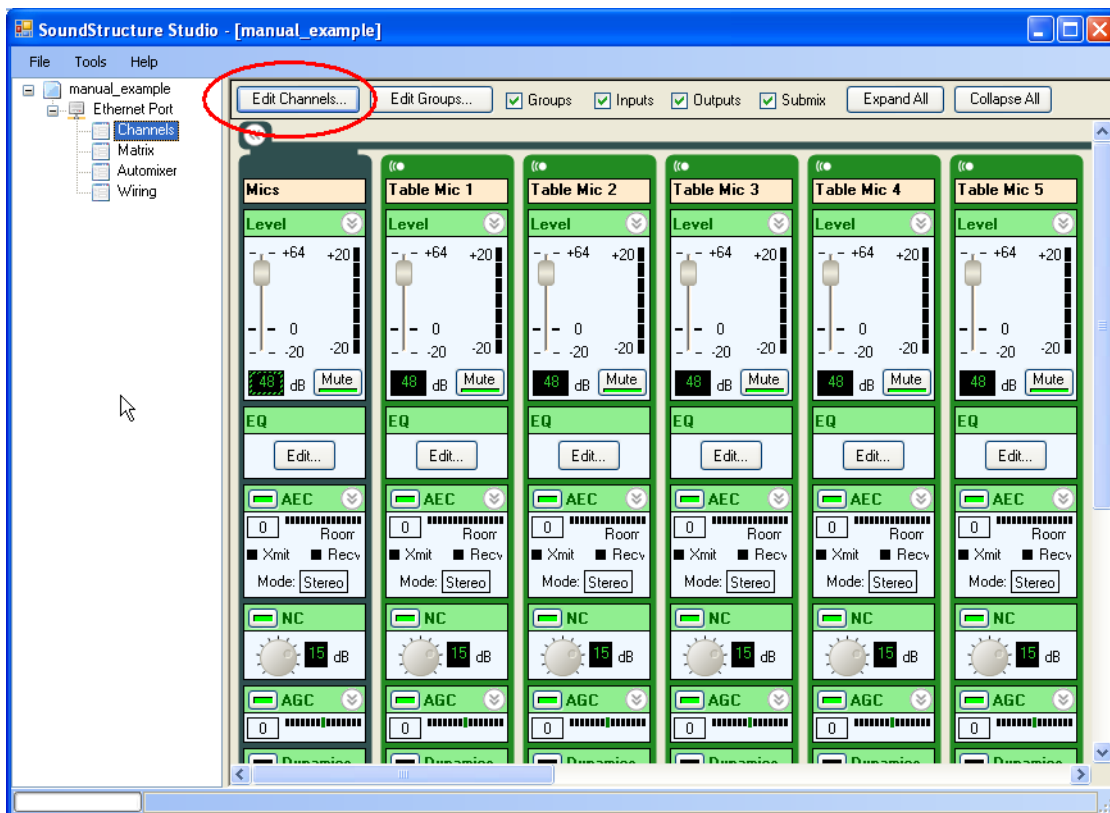 SoundStructure Studio - [manual_example]
File Tools Help
manual_example
Ethernet Port
Channels
Matrix
Automixer
Wiring
Edit Channels... Edit Groups... Groups Inputs Outputs Submix Expand All Collapse All
Mics Table Mic 1 Table Mic 2 Table Mic 3 Table Mic 4 Table Mic 5
Level Level Level Level Level Level
+64 +20 +64 +20 +64 +20 +64 +20 +64 +20 +64 +20
0 0 0 0 0 0
-20 -20 -20 -20 -20 -20 -20 -20 -20 -20 -20 -20
48 dB Mute 48 dB Mute 48 dB Mute 48 dB Mute 48 dB Mute 48 dB Mute
EQ EQ EQ EQ EQ EQ
Edit... Edit... Edit... Edit... Edit... Edit...
AEC AEC AEC AEC AEC AEC
0 0 0 0 0 0
Xmit Recv Xmit Recv Xmit Recv Xmit Recv Xmit Recv Xmit Recv
Mode: Stereo Mode: Stereo Mode: Stereo Mode: Stereo Mode: Stereo Mode: Stereo
NC NC NC NC NC NC
15 dB 15 dB 15 dB 15 dB 15 dB 15 dB
AGC AGC AGC AGC AGC AGC
0 0 0 0 0 0